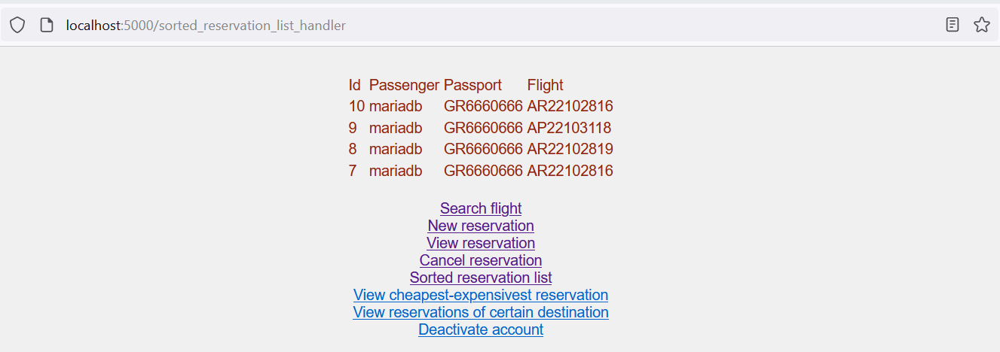 localhost:5000/sorted_reservation_list_handler
Id Passenger Passport Flight
10 mariadb GR6660666 AR22102816
9 mariadb GR6660666 AP22103118
8 mariadb GR6660666 AR22102819
7 mariadb GR6660666 AR22102816
Search flight
New reservation
View reservation
Cancel reservation
Sorted reservation list
View cheapest-expensivest reservation
View reservations of certain destination
Deactivate account